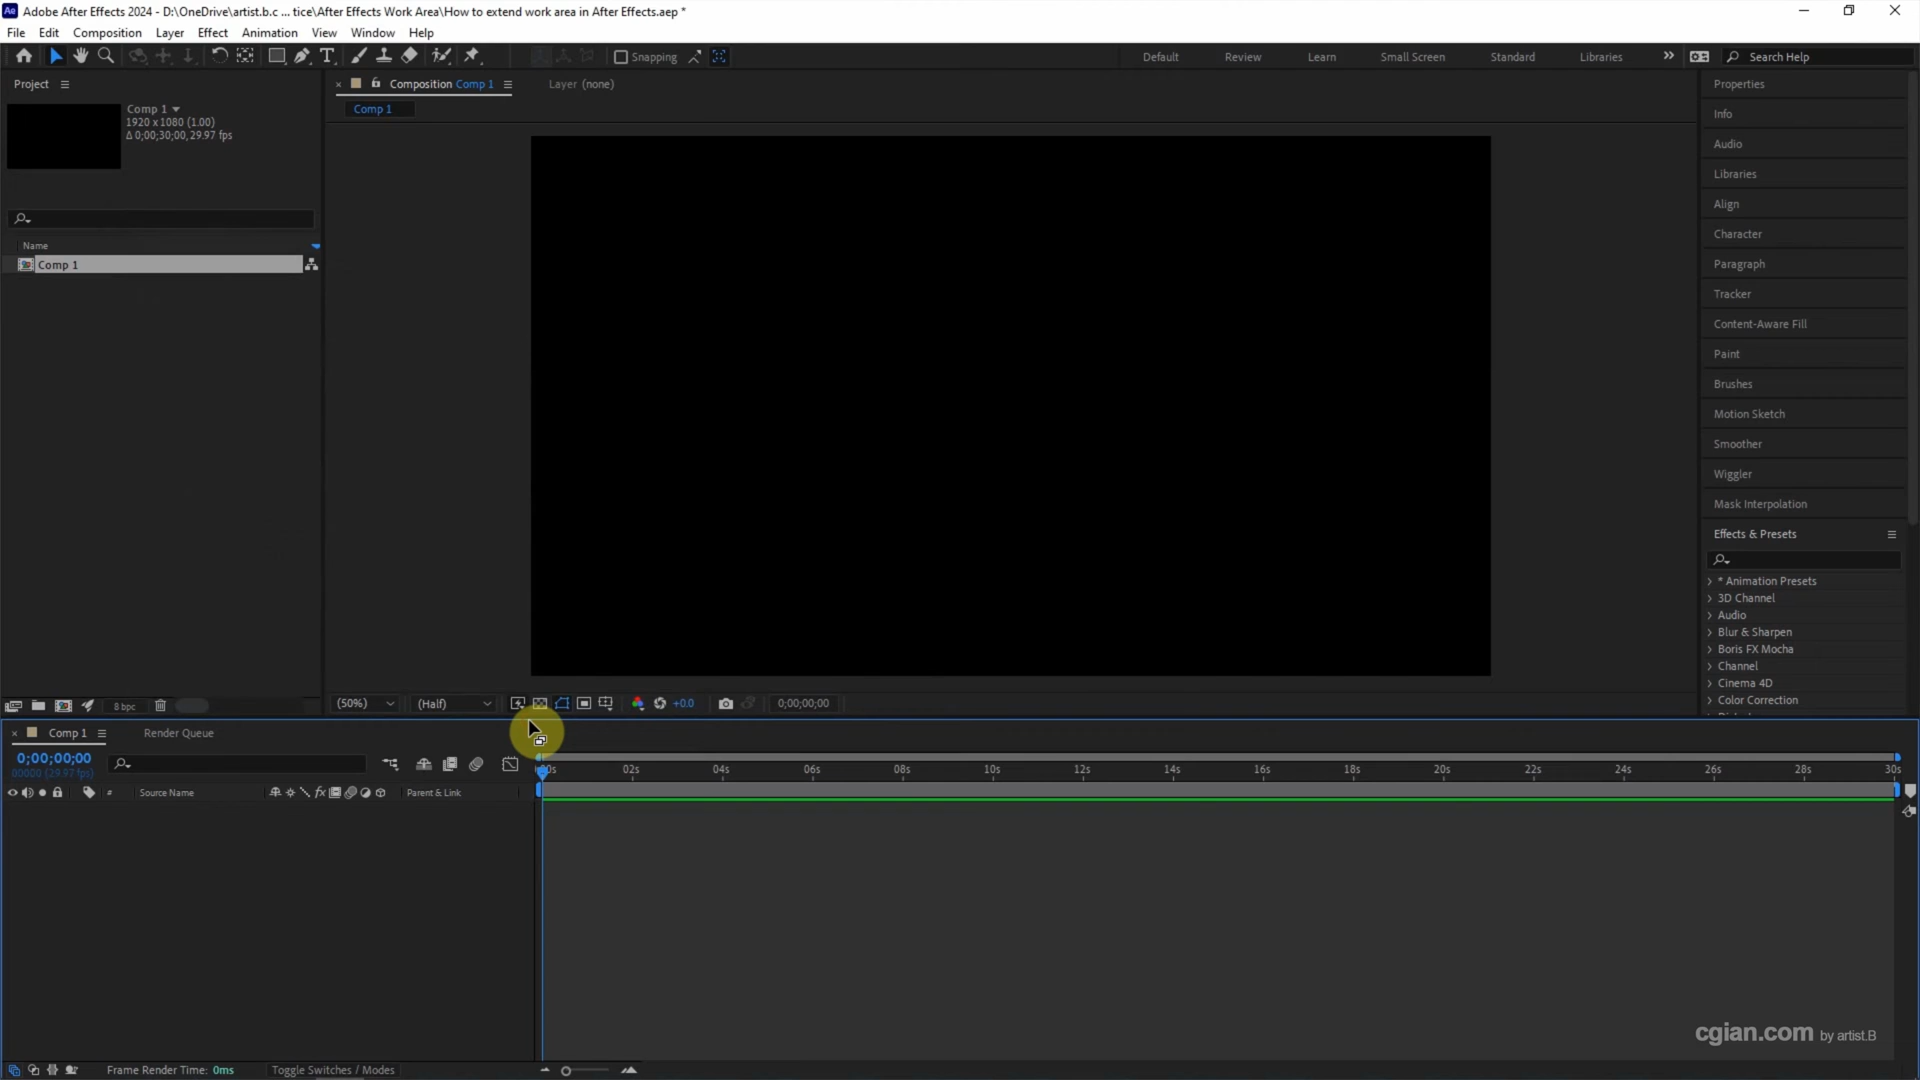 Adobe After Effects 2024 - D:\OneDrive\artist.b.c ... tice\After Effects Work Area\How to extend work area in After Effects.aep *
File Edit Composition Layer Effect Animation View Window Help
Snapping Default Review Learn Small Screen Standard Libraries Search Help
Project
Composition Comp 1
Layer (none)
Comp 1
Comp 1
1920 x 1080 (1.00)
Δ 0;00;30;00, 29.97 fps
Name
Comp 1
Properties
Info
Audio
Libraries
Align
Character
Paragraph
Tracker
Content-Aware Fill
Paint
Brushes
Motion Sketch
Smoother
Wiggler
Mask Interpolation
Effects & Presets
* Animation Presets
3D Channel
Audio
Blur & Sharpen
Boris FX Mocha
Channel
Cinema 4D
Color Correction
8 bpc
(50%) (Half) +0.0 0;00;00;00
Comp 1 Render Queue
0;00;00;00
00000 (29.97 fps)
02s 04s 06s 08s 10s 12s 14s 16s 18s 20s 22s 24s 26s 28s 30s
# Source Name fx Parent & Link
cgian.com by artist.B
Frame Render Time: 0ms Toggle Switches / Modes